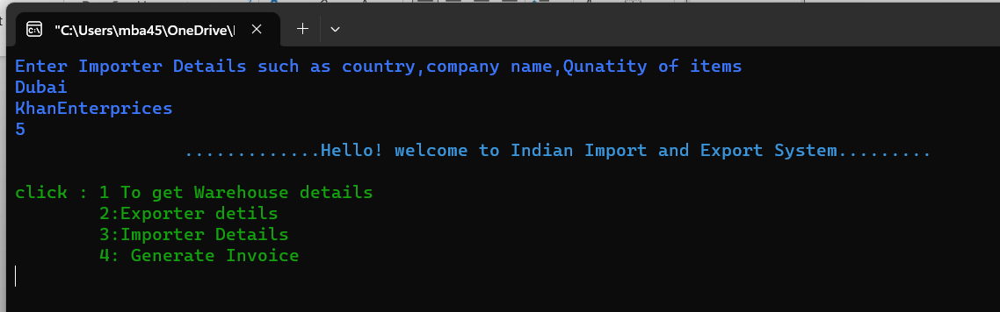 "C:\Users\mba45\OneDrive\
Enter Importer Details such as country,company name,Qunatity of items
Dubai
KhanEnterprices
5
.............Hello! welcome to Indian Import and Export System.........
click : 1 To get Warehouse details
2:Exporter detils
3:Importer Details
4: Generate Invoice